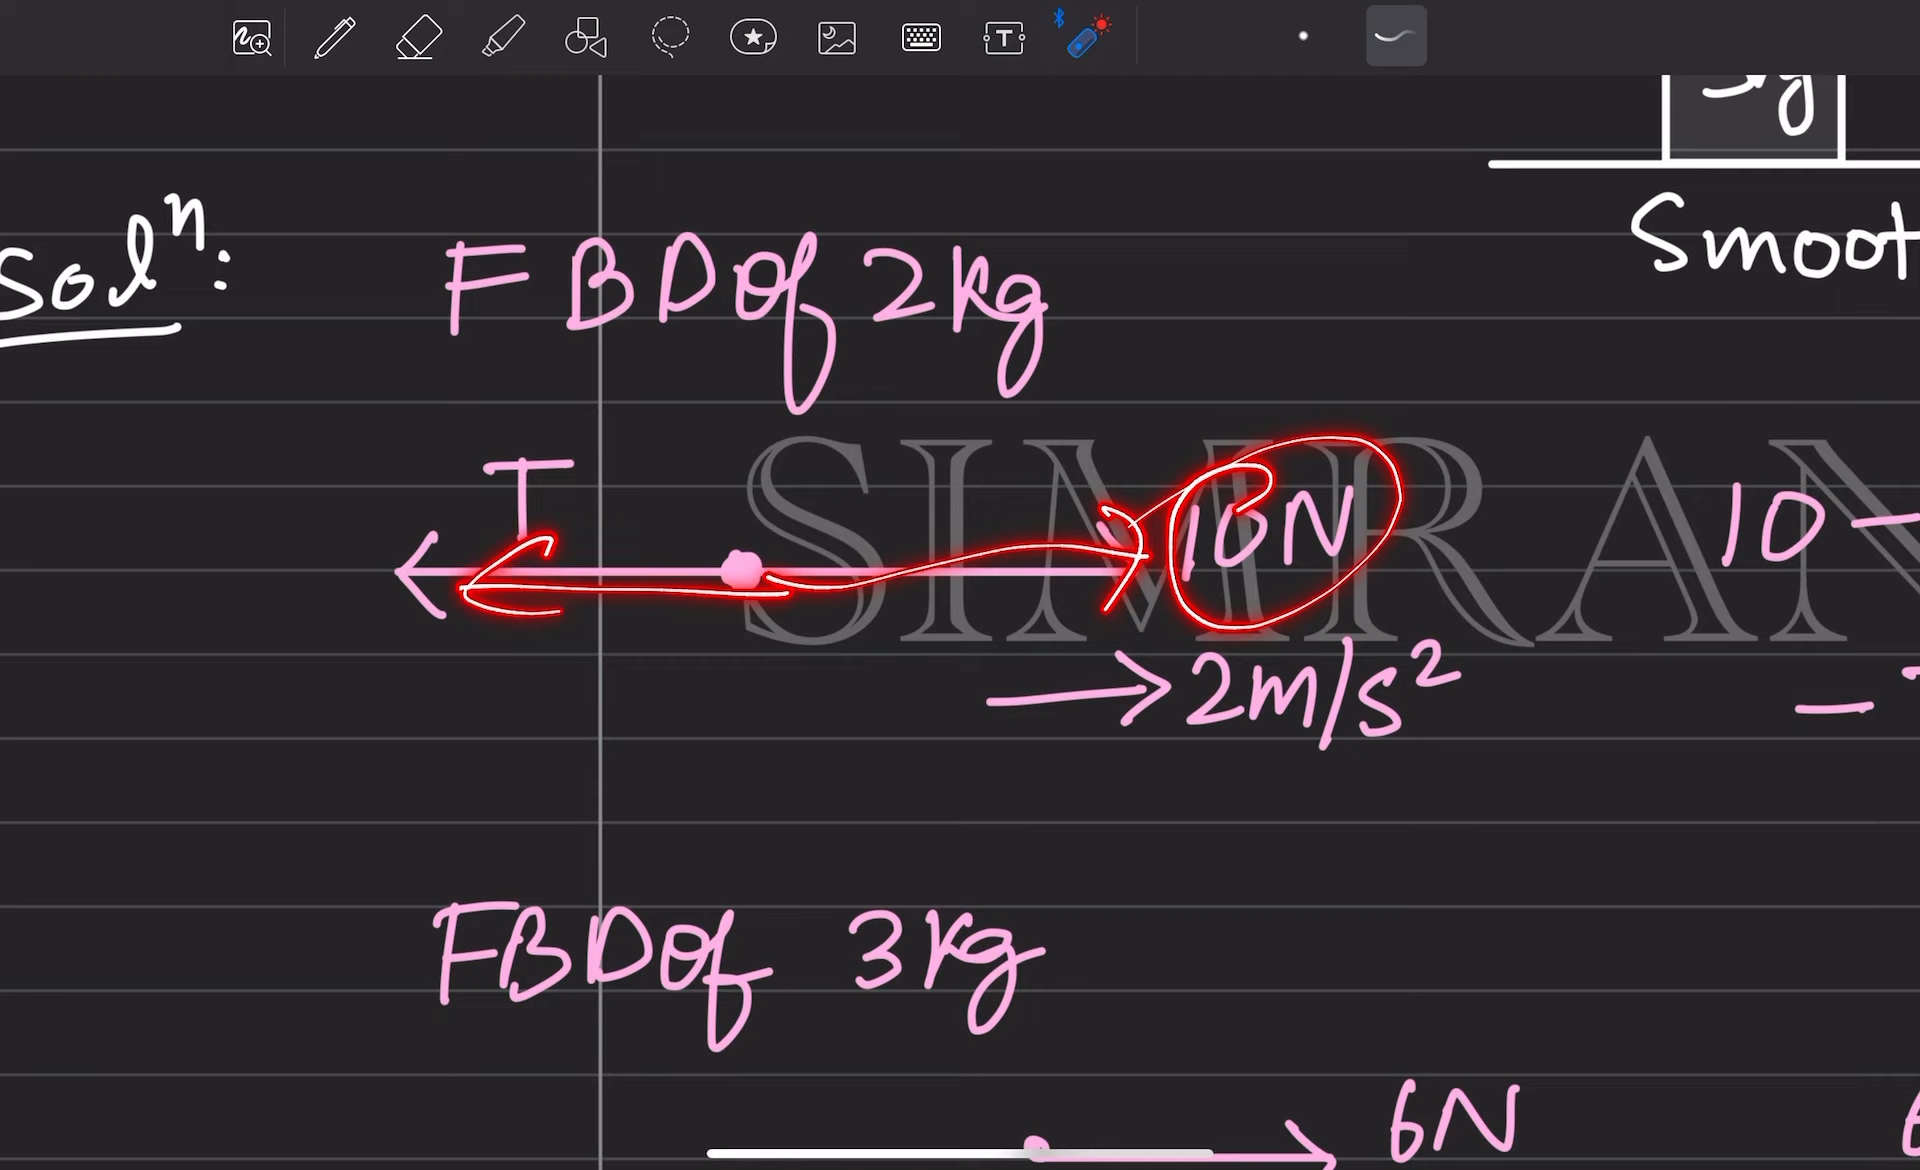 Smoot
Solⁿ:
FBD of 2kg
SIMRAN
T
10N
10 -
→ 2m/s²
FBD of 3kg
6N